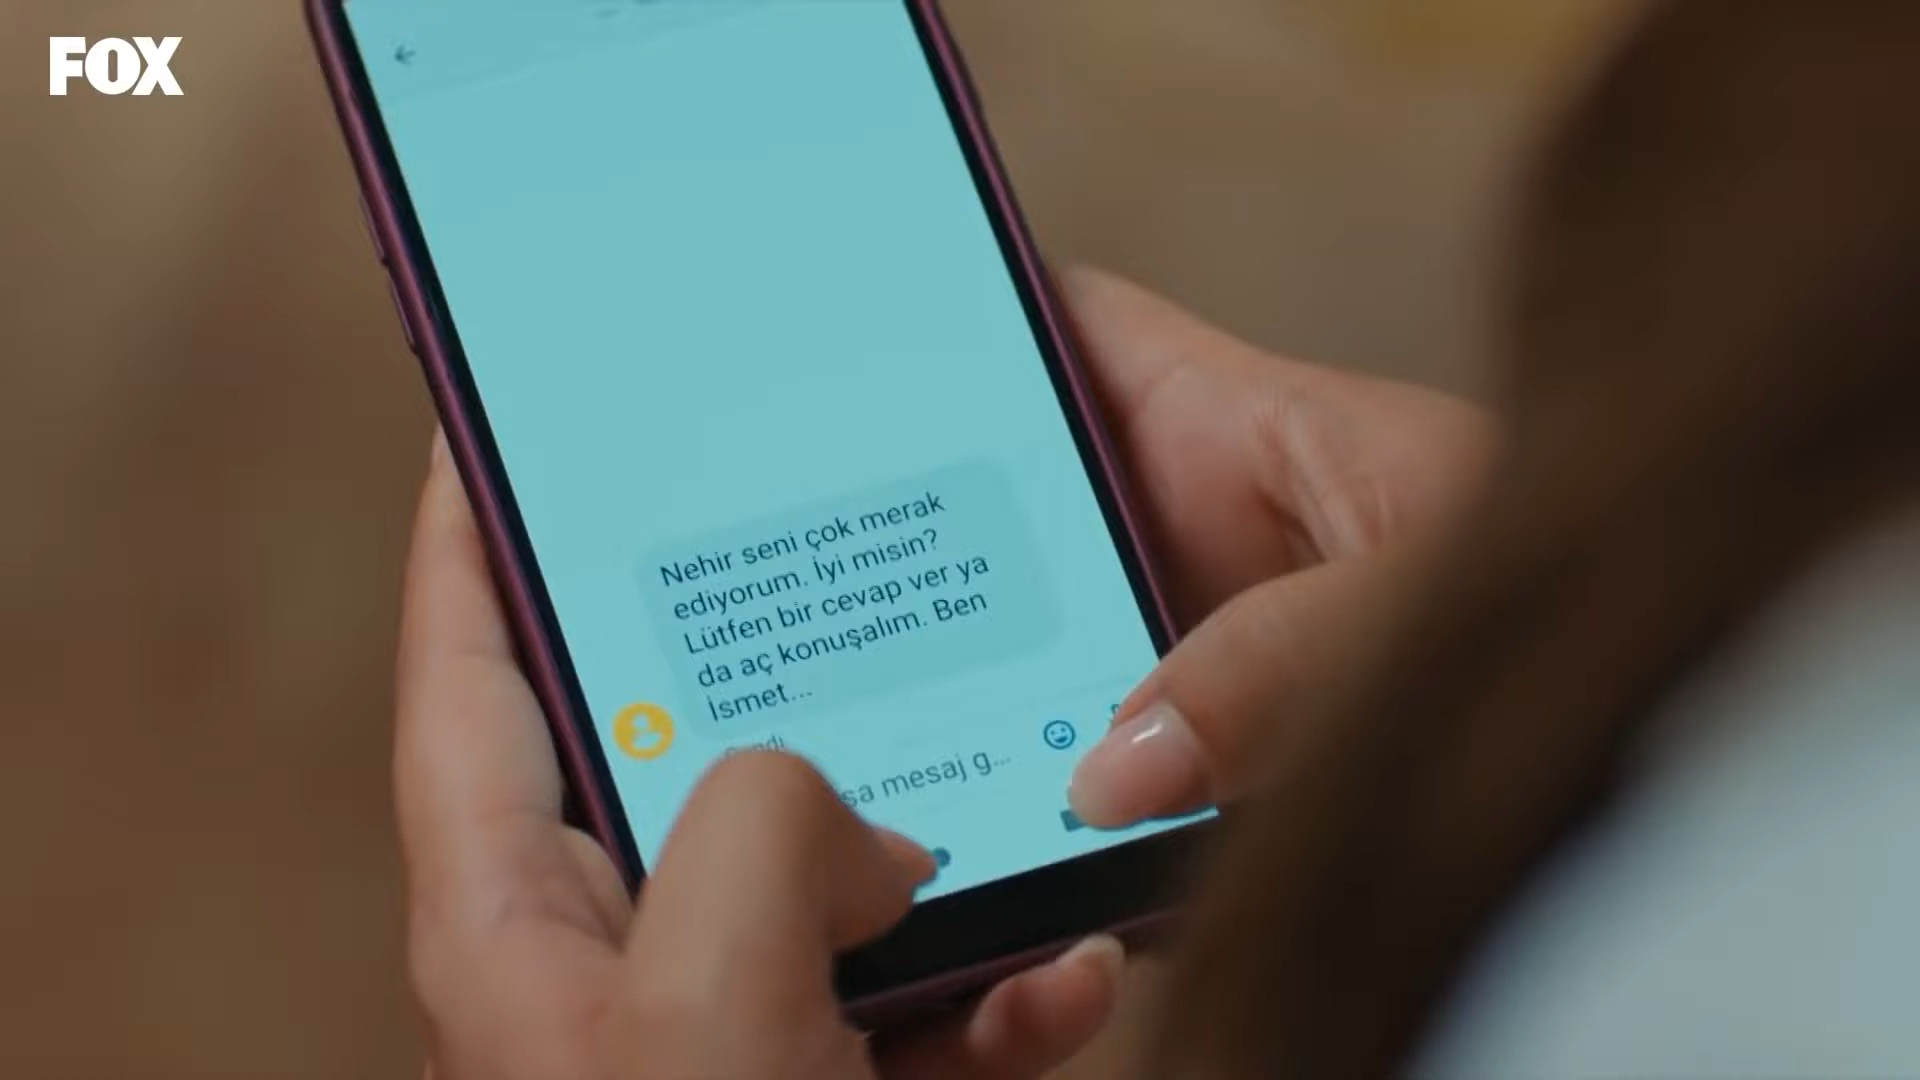 FOX
Nehir seni çok merak
ediyorum. İyi misin?
Lütfen bir cevap ver ya
da aç konuşalım. Ben
İsmet...
mesaj g...